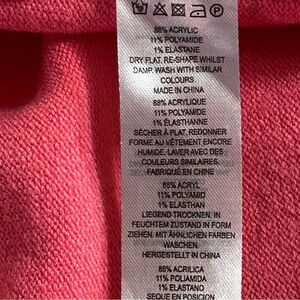 88% ACRYLIC
11% POLYAMIDE
1% ELASTANE
DRY FLAT, RE-SHAPE WHILST
DAMP, WASH WITH SIMILAR
COLOURS.
MADE IN CHINA
88% ACRYLIQUE
11% POLYAMIDE
1% ÉLASTHANNE
SÉCHER À PLAT, REDONNER
FORME AU VÊTEMENT ENCORE
HUMIDE, LAVER AVEC DES
COULEURS SIMILAIRES.
FABRIQUÉ EN CHINE
88% ACRYL
11% POLYAMID
1% ELASTHAN
LIEGEND TROCKNEN, IN
FEUCHTEM ZUSTAND IN FORM
ZIEHEN. MIT ÄHNLICHEN FARBEN
WASCHEN.
HERGESTELLT IN CHINA
88% ACRÍLICA
11% POLIAMIDA
1% ELASTANO
SEQUE EN POSICIÓN